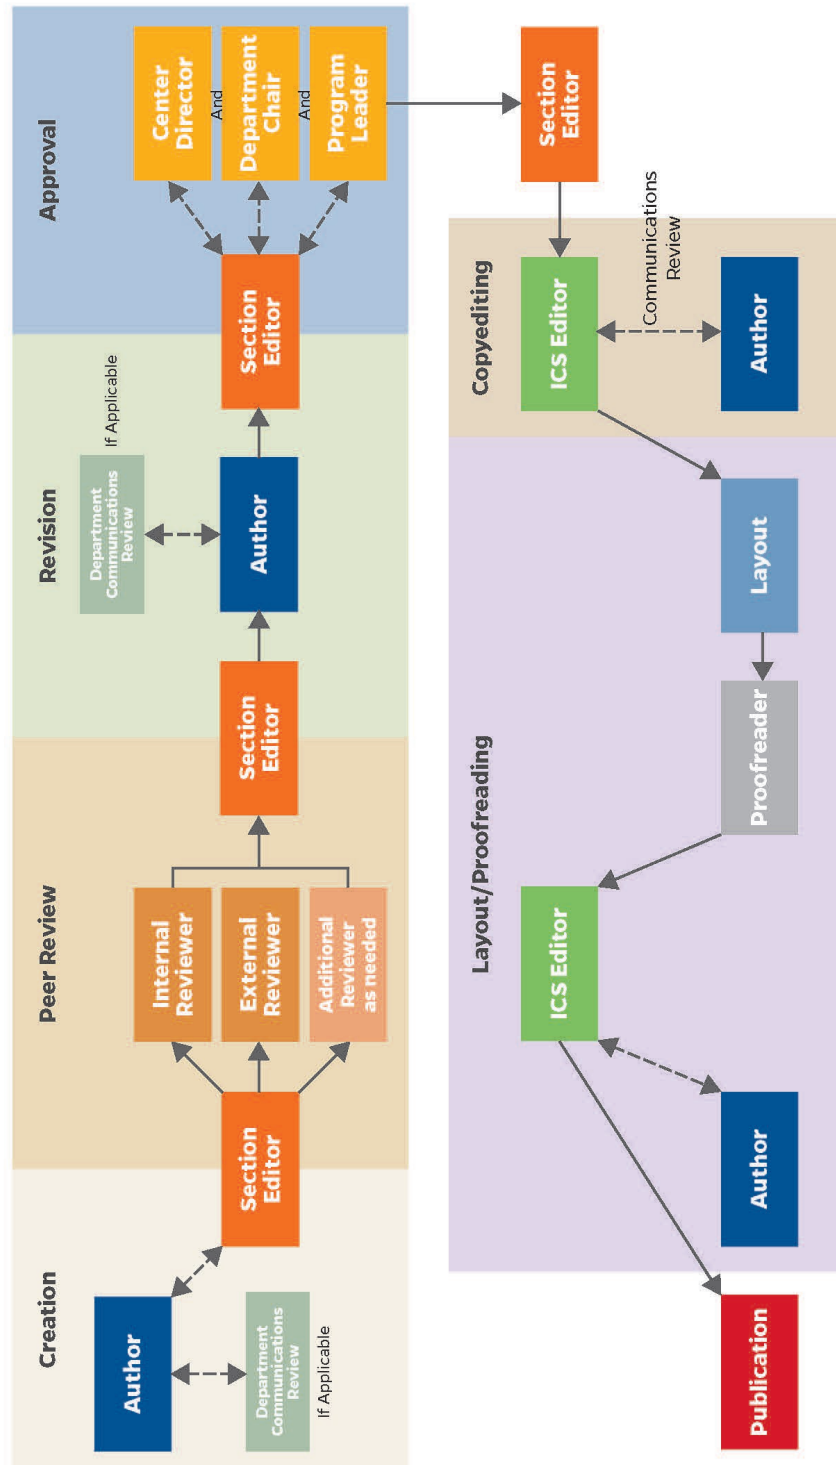 Creation
Author
Department
Communications
Review
If Applicable
Section
Editor
Peer Review
Internal
Reviewer
External
Reviewer
Additional
Reviewer
as needed
Section
Editor
Revision
Department
Communications
Review
If Applicable
Author
Section
Editor
Approval
Center
Director
And
Department
Chair
And
Program
Leader
Section
Editor
Copyediting
ICS Editor
Communications
Review
Author
Layout/Proofreading
Layout
Proofreader
ICS Editor
Author
Publication